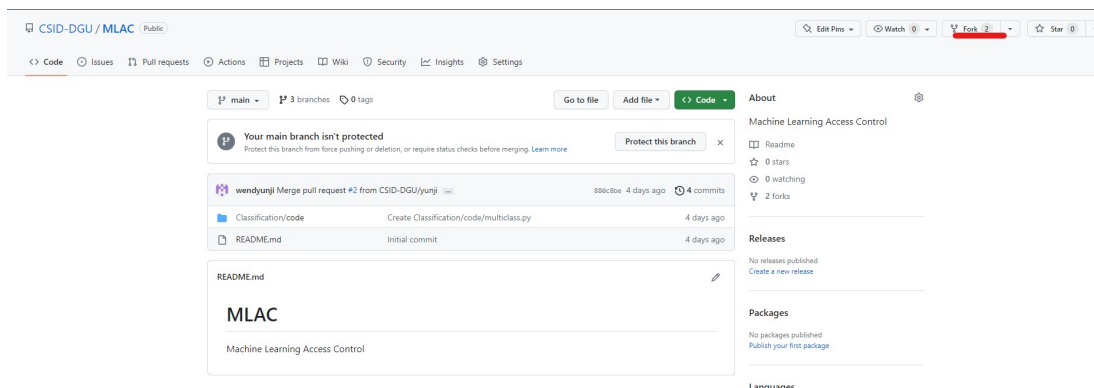 CSID-DGU / MLAC Public
Edit Pins Watch 0 Fork 2 Star 0
<> Code Issues Pull requests Actions Projects Wiki Security Insights Settings
main 3 branches 0 tags Go to file Add file Code
Your main branch isn't protected
Protect this branch from force pushing or deletion, or require status checks before merging. Learn more
Protect this branch ×
wendyunji Merge pull request #2 from CSID-DGU/yunji ... 880c8be 4 days ago 4 commits
Classification/code Create Classification/code/multiclass.py 4 days ago
README.md Initial commit 4 days ago
README.md
MLAC
Machine Learning Access Control
About
Machine Learning Access Control
Readme
0 stars
0 watching
2 forks
Releases
No releases published
Create a new release
Packages
No packages published
Publish your first package
Languages